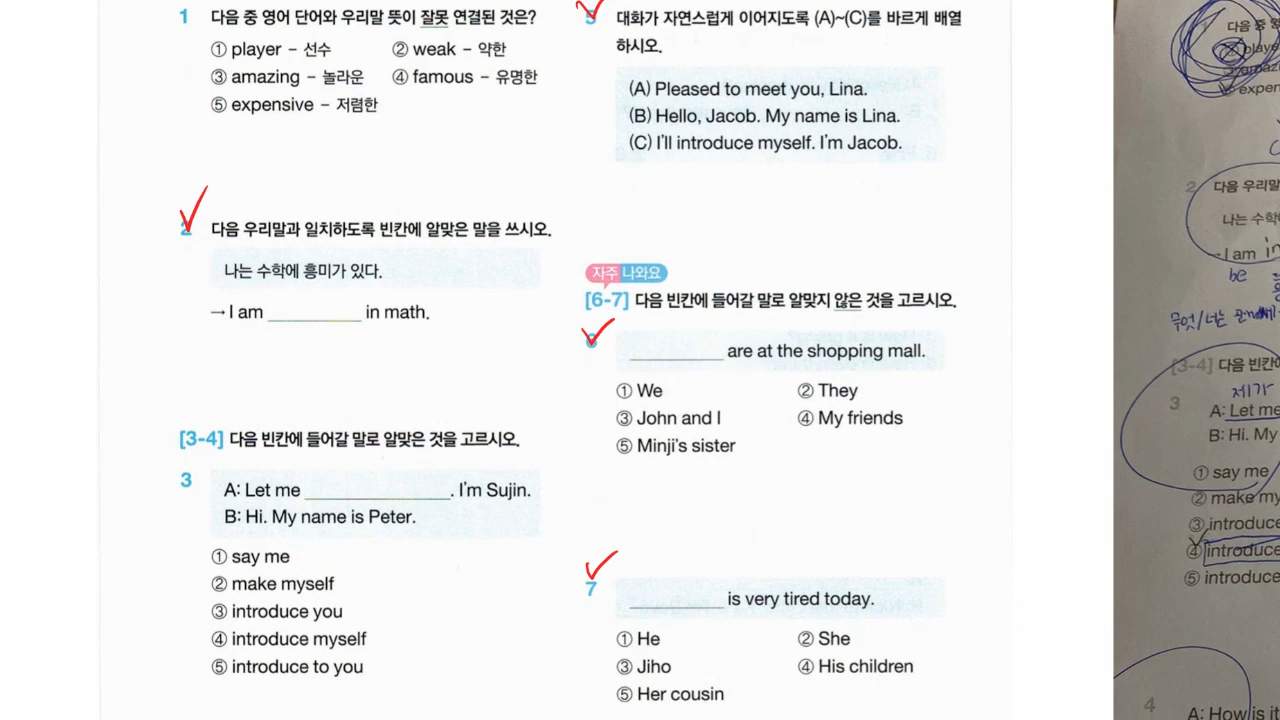 1 다음 중 영어 단어와 우리말 뜻이 잘못 연결된 것은?
① player – 선수 ② weak – 약한
③ amazing – 놀라운 ④ famous – 유명한
⑤ expensive – 저렴한
2 다음 우리말과 일치하도록 빈칸에 알맞은 말을 쓰시오.
나는 수학에 흥미가 있다.
→ I am __________ in math.
[3-4] 다음 빈칸에 들어갈 말로 알맞은 것을 고르시오.
3
A: Let me ________________. I'm Sujin.
B: Hi. My name is Peter.
① say me
② make myself
③ introduce you
④ introduce myself
⑤ introduce to you
5 대화가 자연스럽게 이어지도록 (A)~(C)를 바르게 배열
하시오.
(A) Pleased to meet you, Lina.
(B) Hello, Jacob. My name is Lina.
(C) I'll introduce myself. I'm Jacob.
자주 나와요
[6-7] 다음 빈칸에 들어갈 말로 알맞지 않은 것을 고르시오.
6
__________ are at the shopping mall.
① We ② They
③ John and I ④ My friends
⑤ Minji's sister
7
__________ is very tired today.
① He ② She
③ Jiho ④ His children
⑤ Her cousin
다음 중
expen
2 다음 우리말
나는 수학
I am in
be
[3-4] 다음 빈칸
제가
3
A: Let me
B: Hi. My
① say me
② make my
③ introduce
④ introduce
⑤ introduce
4
A: How is it